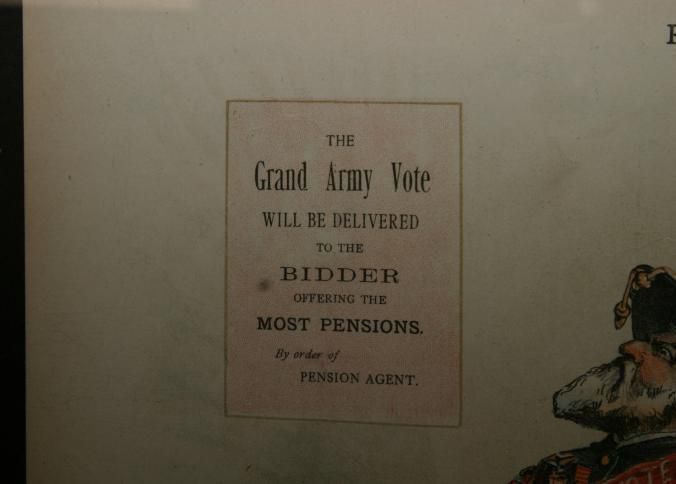 THE
Grand Army Vote
WILL BE DELIVERED
TO THE
BIDDER
OFFERING THE
MOST PENSIONS.
By order of
PENSION AGENT.